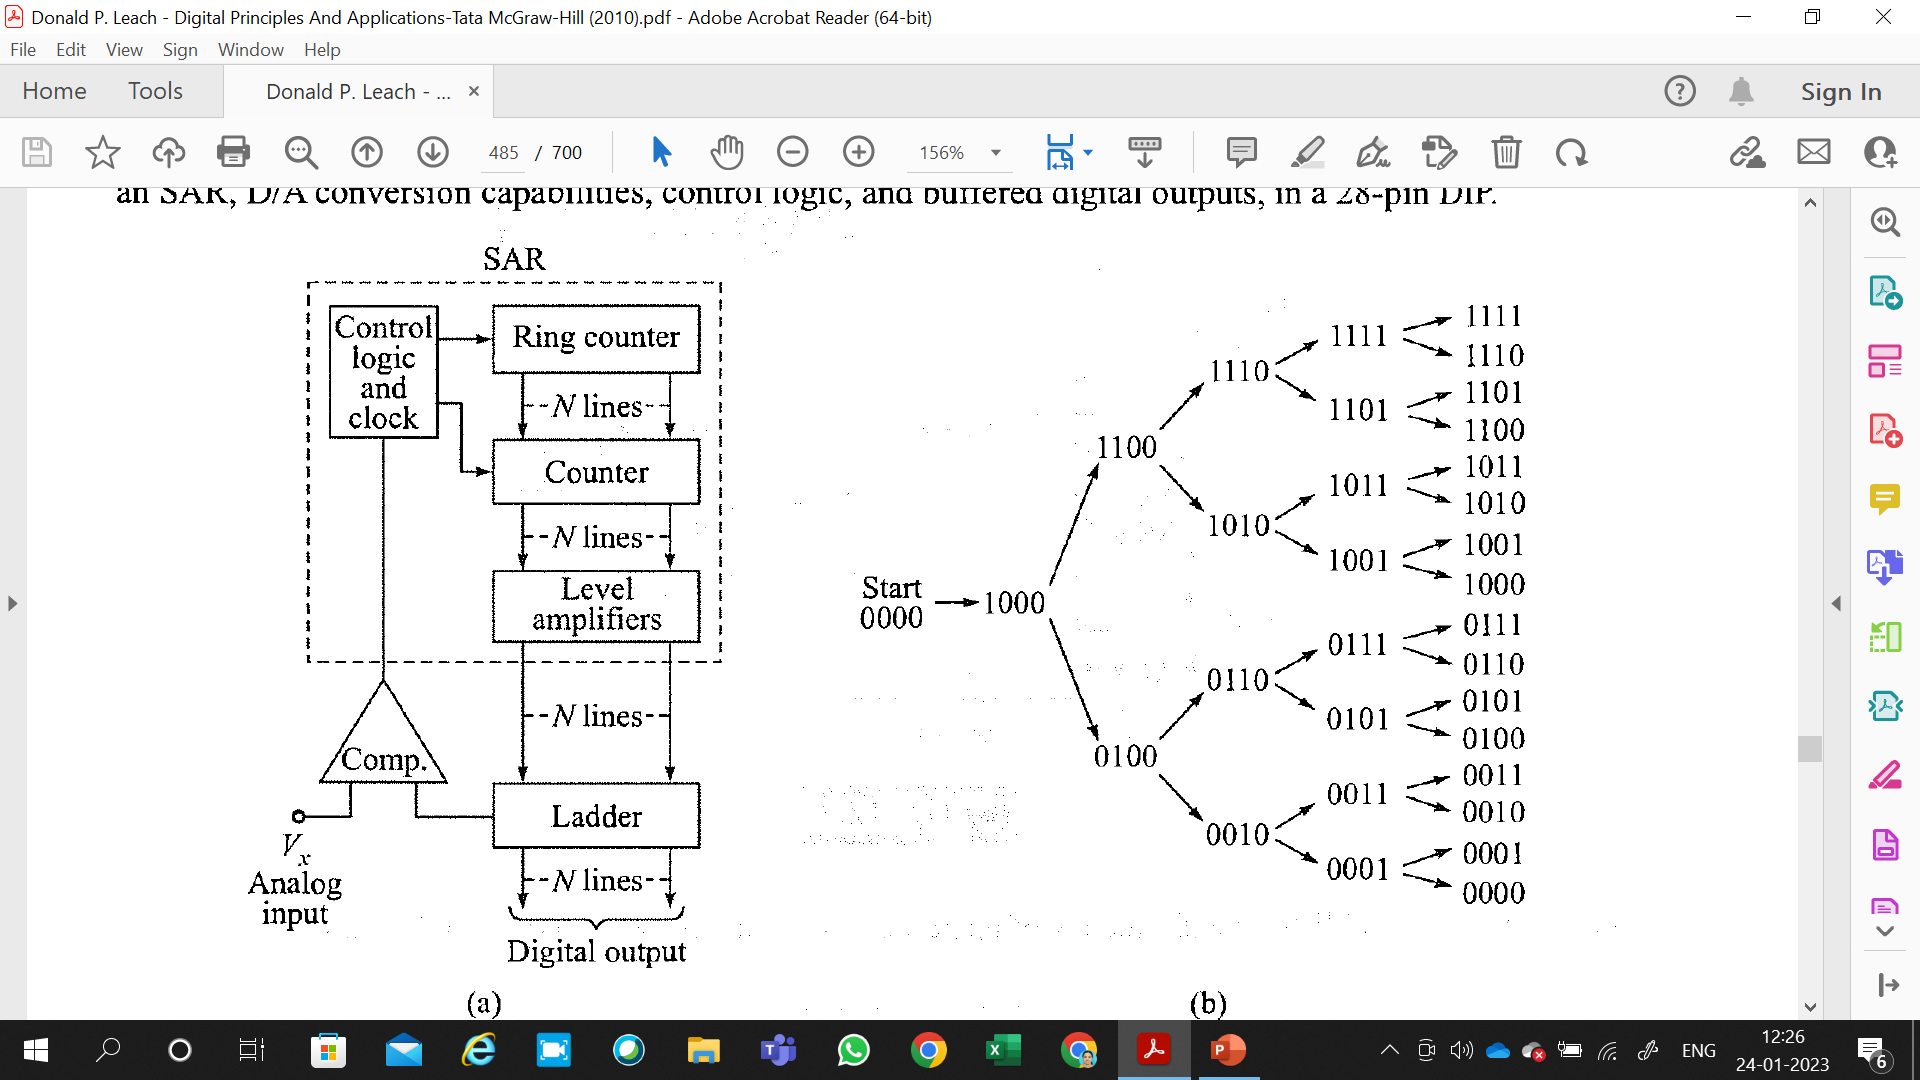 Donald P. Leach - Digital Principles And Applications-Tata McGraw-Hill (2010).pdf - Adobe Acrobat Reader (64-bit)
File Edit View Sign Window Help
Home Tools Donald P. Leach - ... × Sign In
485 / 700 156%
an SAR, D/A conversion capabilities, control logic, and buffered digital outputs, in a 28-pin DIP.
SAR
Control
logic
and
clock
Ring counter
N lines
Counter
N lines
Level
amplifiers
N lines
Comp.
Ladder
Vx
Analog
input
N lines
Digital output
(a)
Start
0000
1000
1100
0100
1110
1010
0110
0010
1111
1101
1011
1001
0111
0101
0011
0001
1111
1110
1101
1100
1011
1010
1001
1000
0111
0110
0101
0100
0011
0010
0001
0000
(b)
ENG
12:26
24-01-2023
6